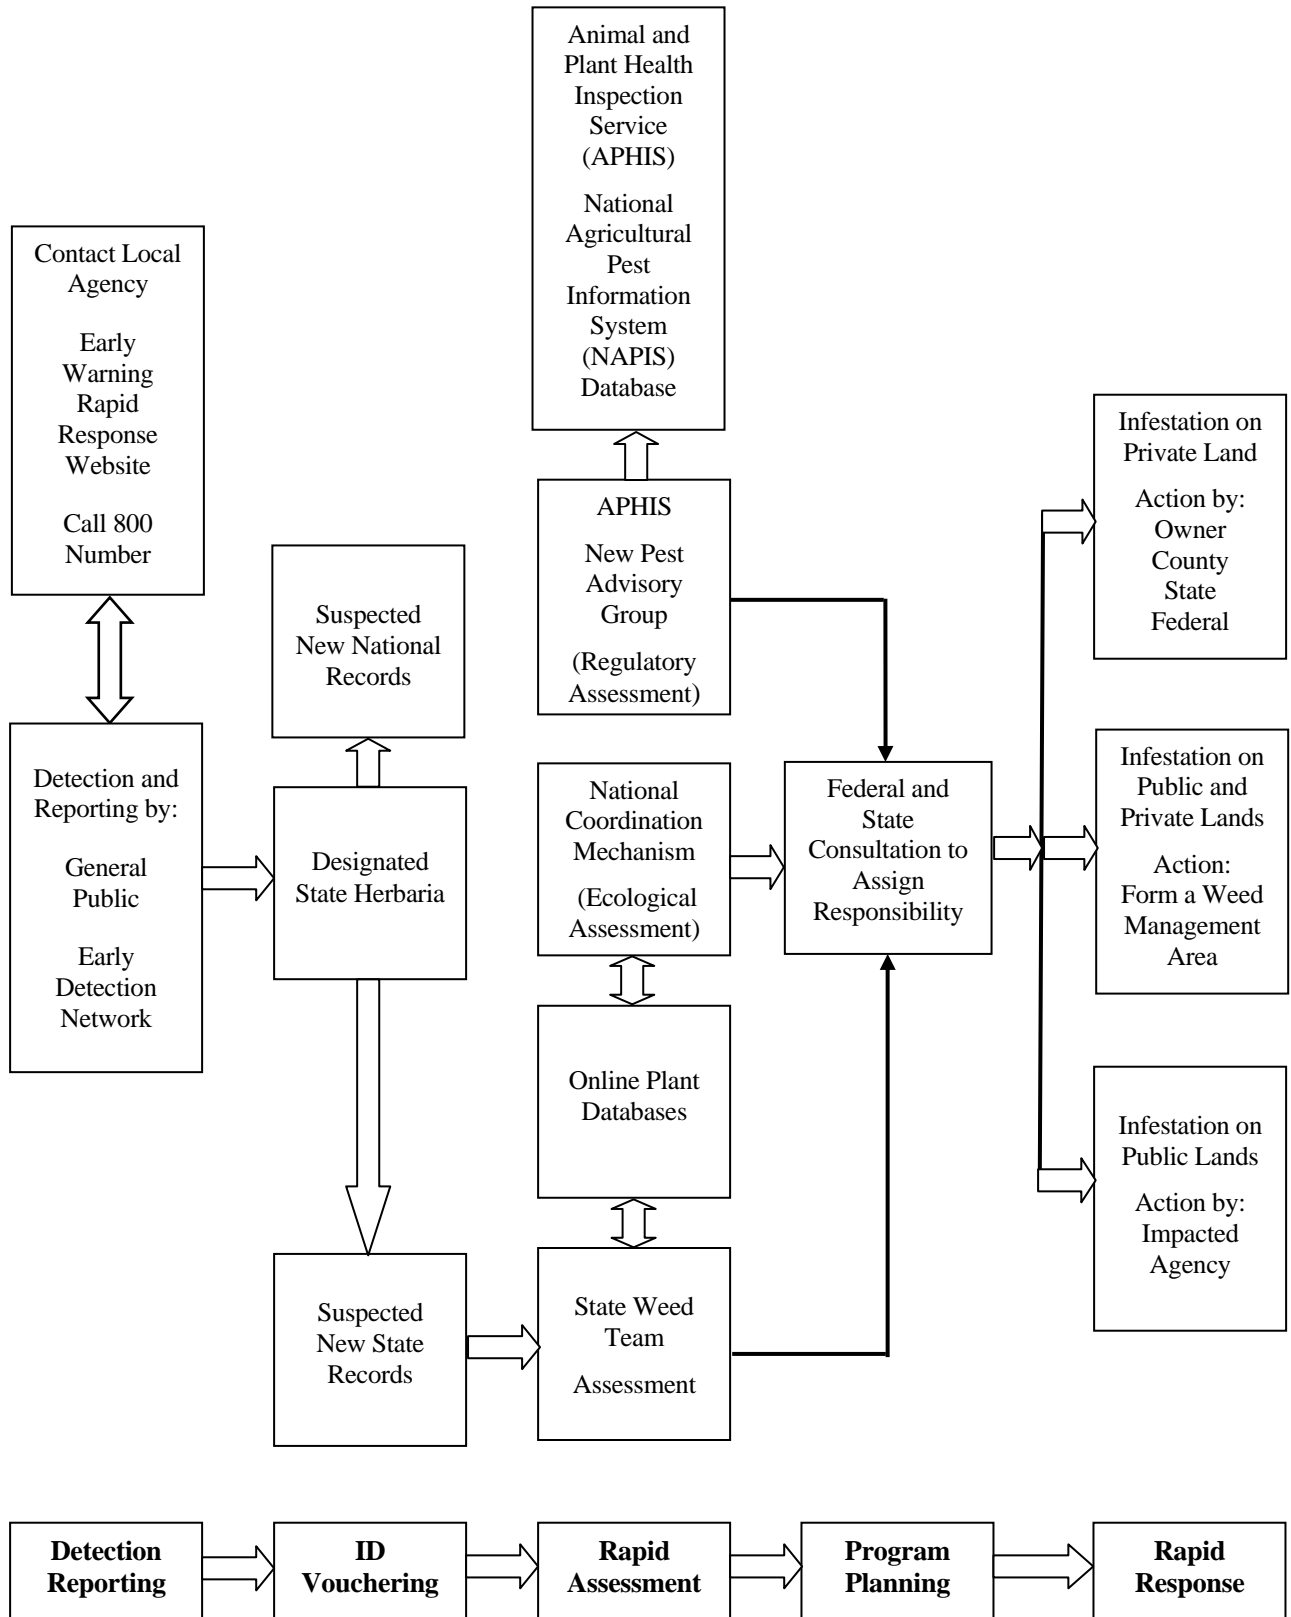 Contact Local
Agency
Early
Warning
Rapid
Response
Website
Call 800
Number
Detection and
Reporting by:
General
Public
Early
Detection
Network
Suspected
New National
Records
Designated
State Herbaria
Suspected
New State
Records
Animal and
Plant Health
Inspection
Service
(APHIS)
National
Agricultural
Pest
Information
System
(NAPIS)
Database
APHIS
New Pest
Advisory
Group
(Regulatory
Assessment)
National
Coordination
Mechanism
(Ecological
Assessment)
Online Plant
Databases
State Weed
Team
Assessment
Federal and
State
Consultation to
Assign
Responsibility
Infestation on
Private Land
Action by:
Owner
County
State
Federal
Infestation on
Public and
Private Lands
Action:
Form a Weed
Management
Area
Infestation on
Public Lands
Action by:
Impacted
Agency
Detection
Reporting
ID
Vouchering
Rapid
Assessment
Program
Planning
Rapid
Response